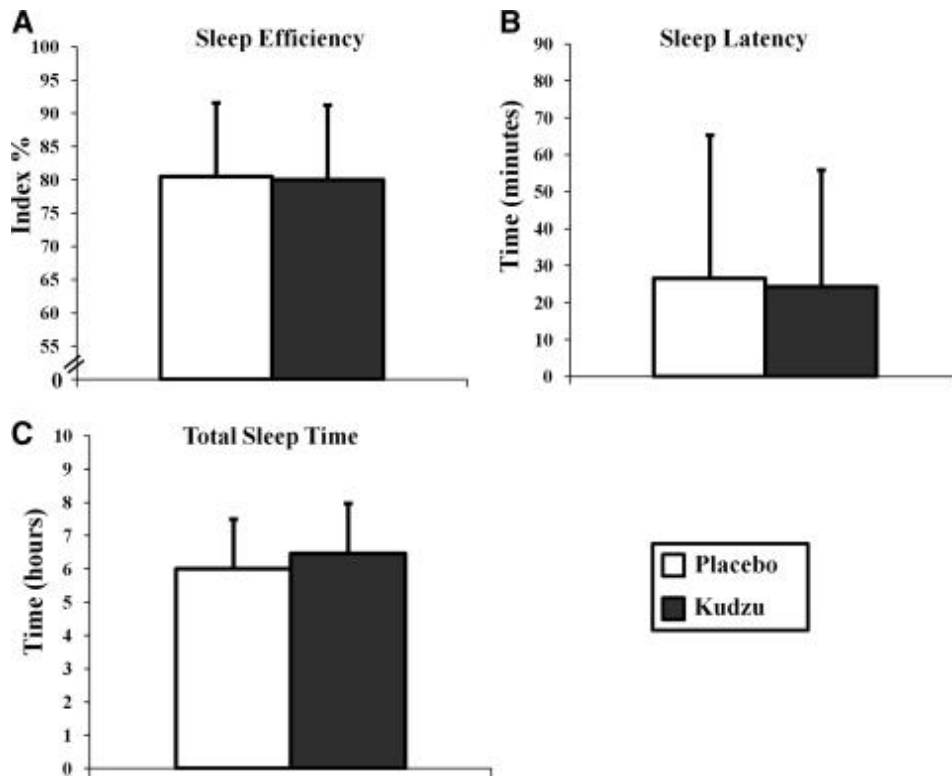 A
Sleep Efficiency
Index %
100
95
90
85
80
75
70
65
60
55
0
B
Sleep Latency
Time (minutes)
90
80
70
60
50
40
30
20
10
0
C
Total Sleep Time
Time (hours)
10
9
8
7
6
5
4
3
2
1
0
Placebo
Kudzu